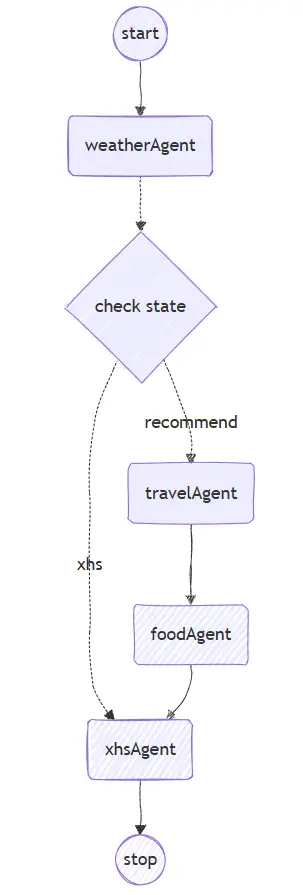 start
weatherAgent
check state
recommend
travelAgent
xhs
foodAgent
xhsAgent
stop